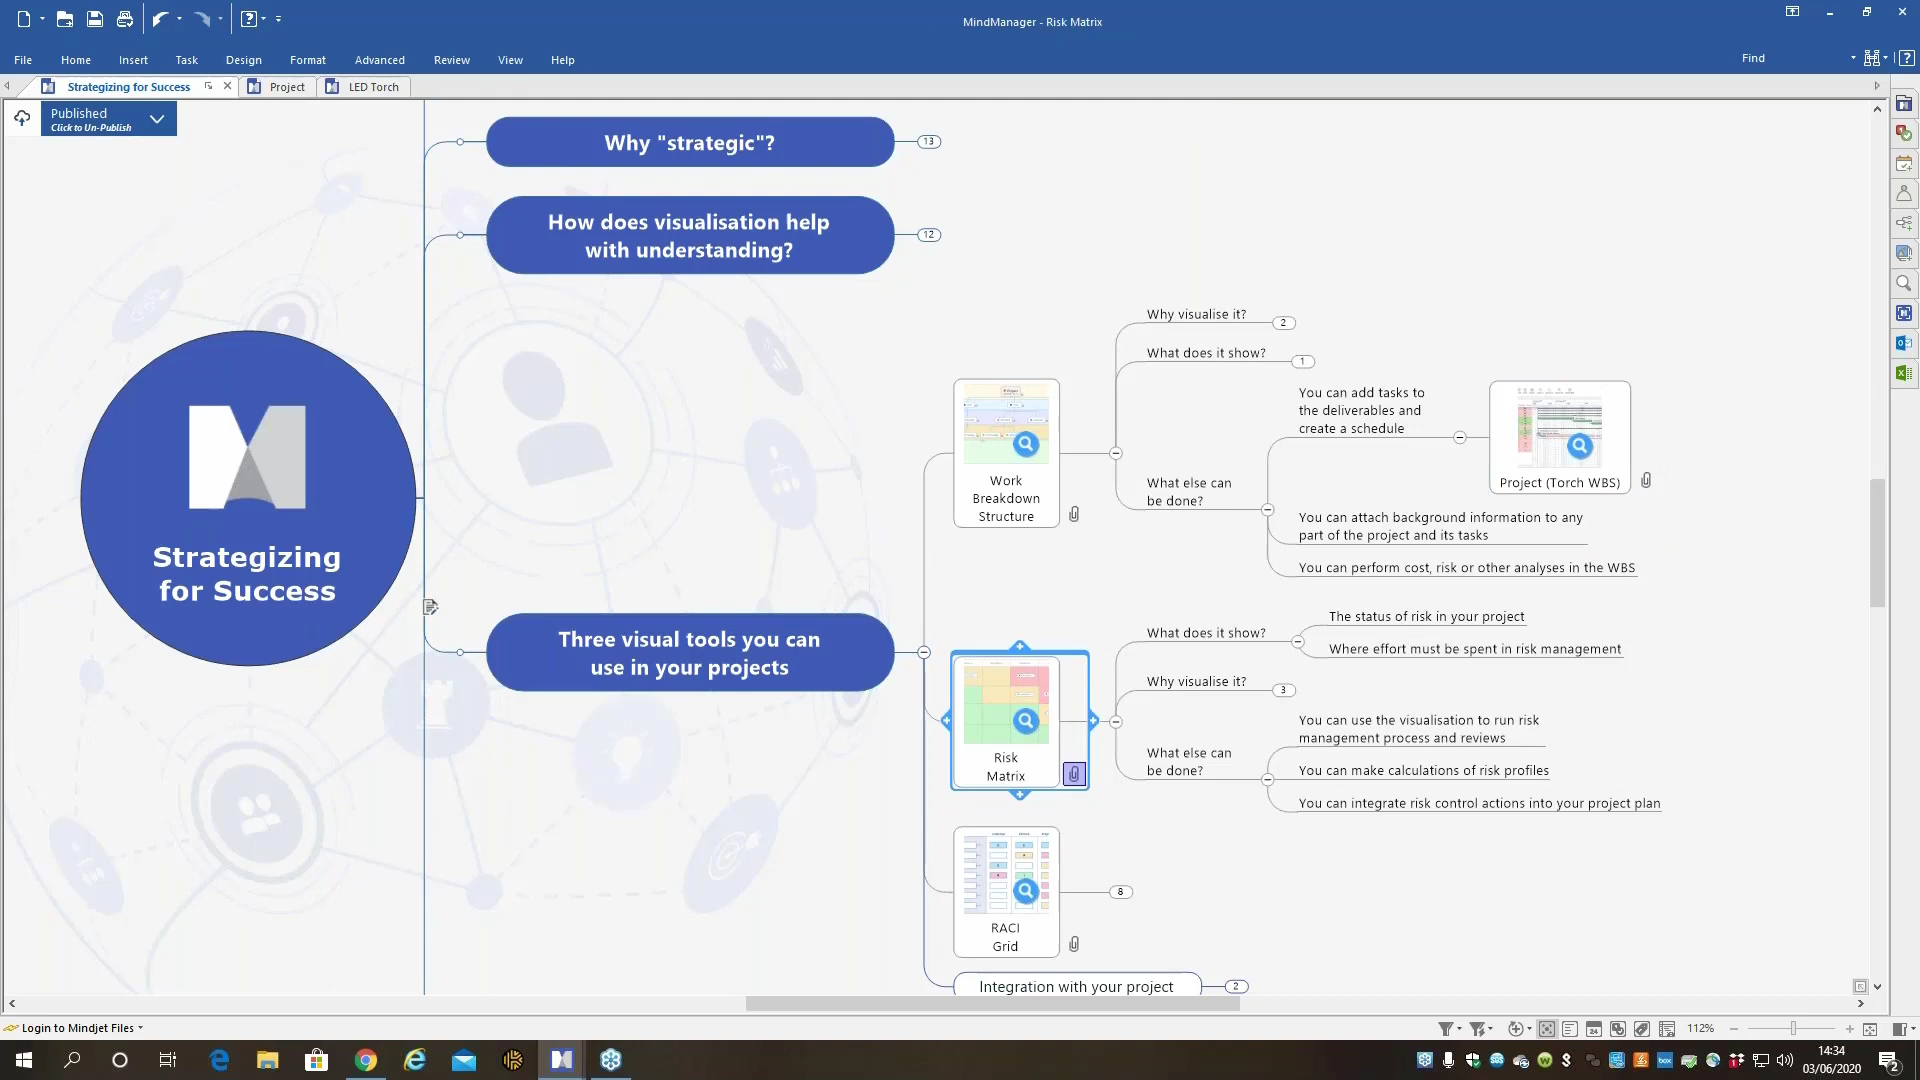 MindManager - Risk Matrix
File
Home
Insert
Task
Design
Format
Advanced
Review
View
Help
Find
Strategizing for Success
Project
LED Torch
Published
Click to Un-Publish
Why "strategic"?
13
How does visualisation help
with understanding?
12
Strategizing
for Success
Three visual tools you can
use in your projects
Work
Breakdown
Structure
Why visualise it?
2
What does it show?
1
What else can
be done?
You can add tasks to
the deliverables and
create a schedule
Project (Torch WBS)
You can attach background information to any
part of the project and its tasks
You can perform cost, risk or other analyses in the WBS
Risk
Matrix
What does it show?
The status of risk in your project
Where effort must be spent in risk management
Why visualise it?
3
What else can
be done?
You can use the visualisation to run risk
management process and reviews
You can make calculations of risk profiles
You can integrate risk control actions into your project plan
RACI
Grid
8
Integration with your project
2
Login to Mindjet Files
112%
14:34
03/06/2020
2